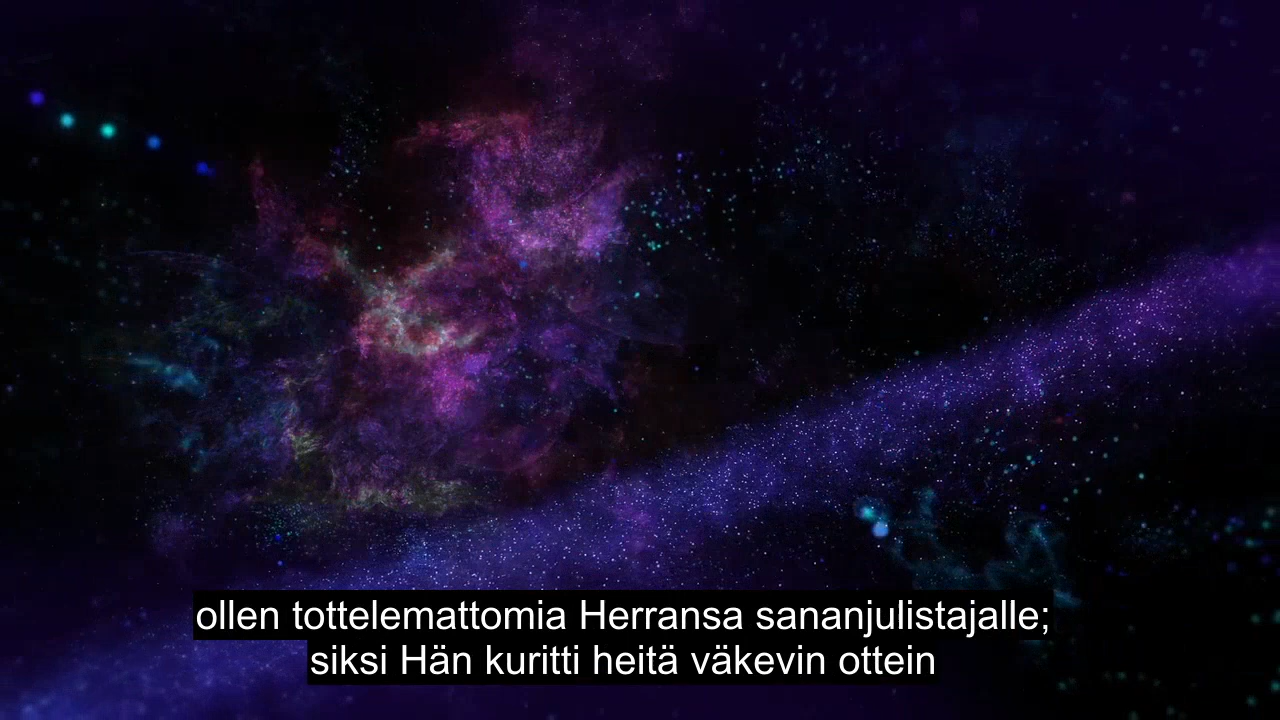 ollen tottelemattomia Herransa sananjulistajalle;
siksi Hän kuritti heitä väkevin ottein